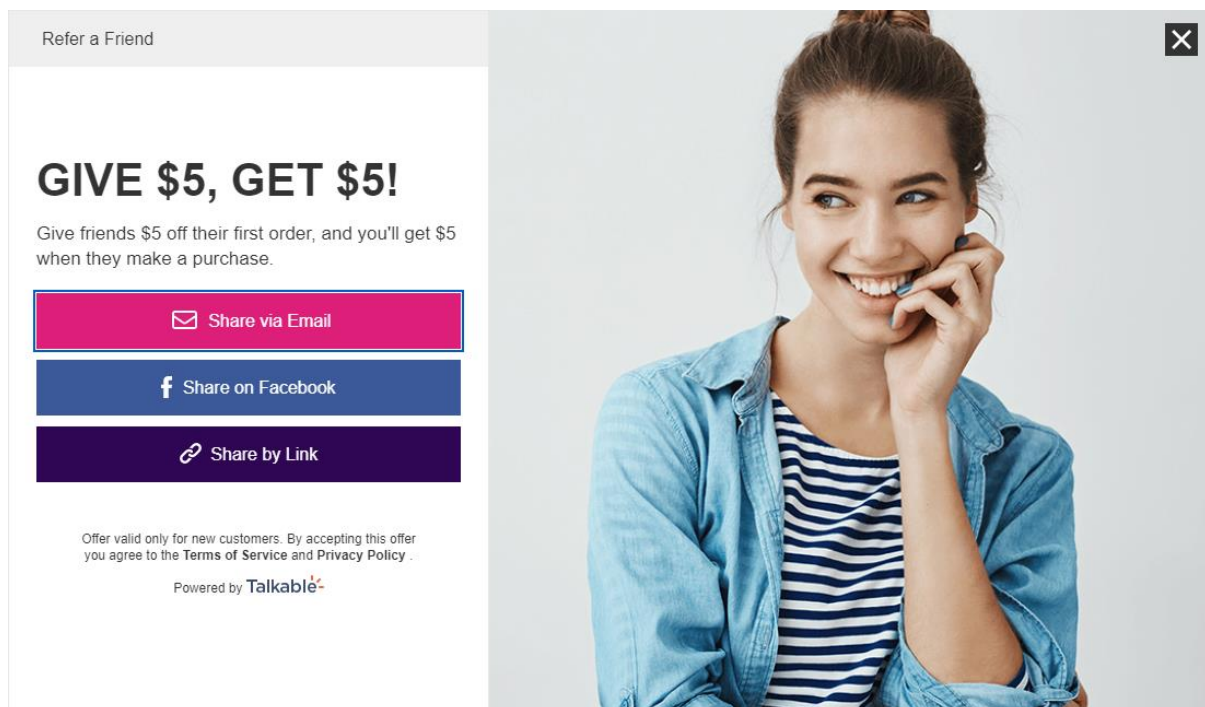 Refer a Friend
GIVE $5, GET $5!
Give friends $5 off their first order, and you'll get $5
when they make a purchase.
Share via Email
Share on Facebook
Share by Link
Offer valid only for new customers. By accepting this offer
you agree to the Terms of Service and Privacy Policy .
Powered by Talkable